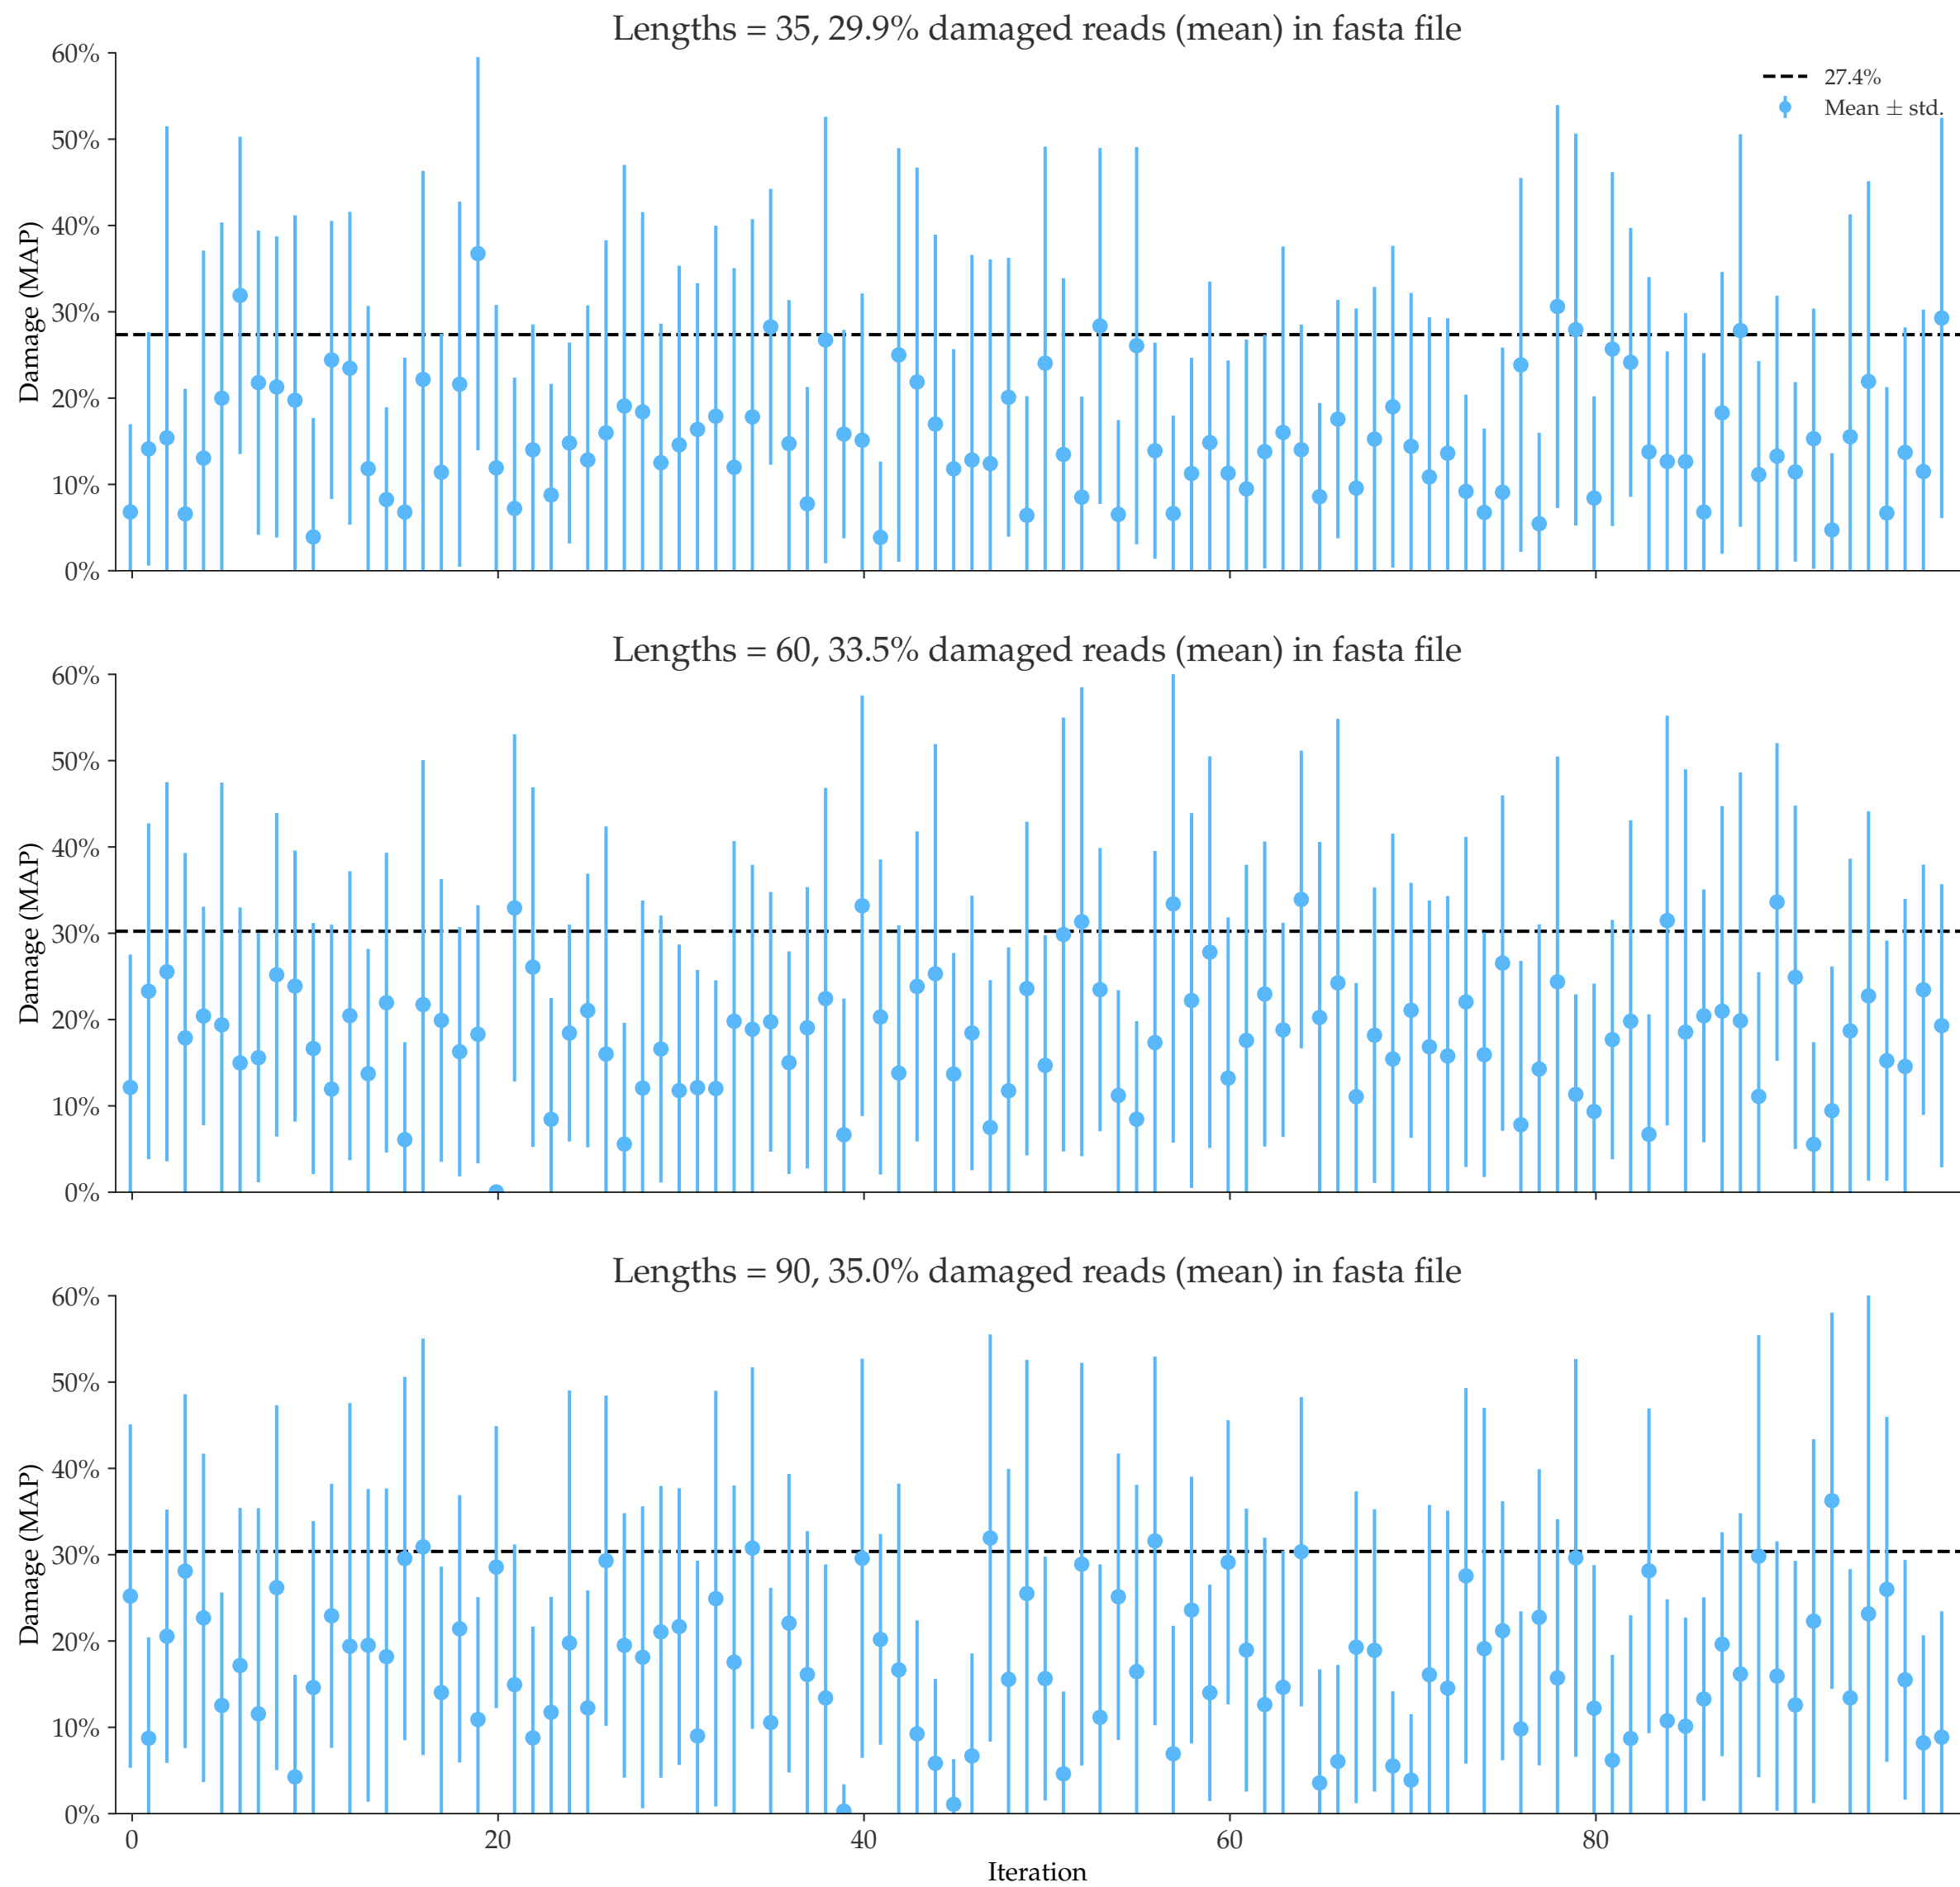 Lengths = 35, 29.9% damaged reads (mean) in fasta file
60%
50%
40%
30%
20%
10%
0%
Damage (MAP)
27.4%
Mean ± std.
Lengths = 60, 33.5% damaged reads (mean) in fasta file
60%
50%
40%
30%
20%
10%
0%
Damage (MAP)
Lengths = 90, 35.0% damaged reads (mean) in fasta file
60%
50%
40%
30%
20%
10%
0%
Damage (MAP)
0 20 40 60 80
Iteration